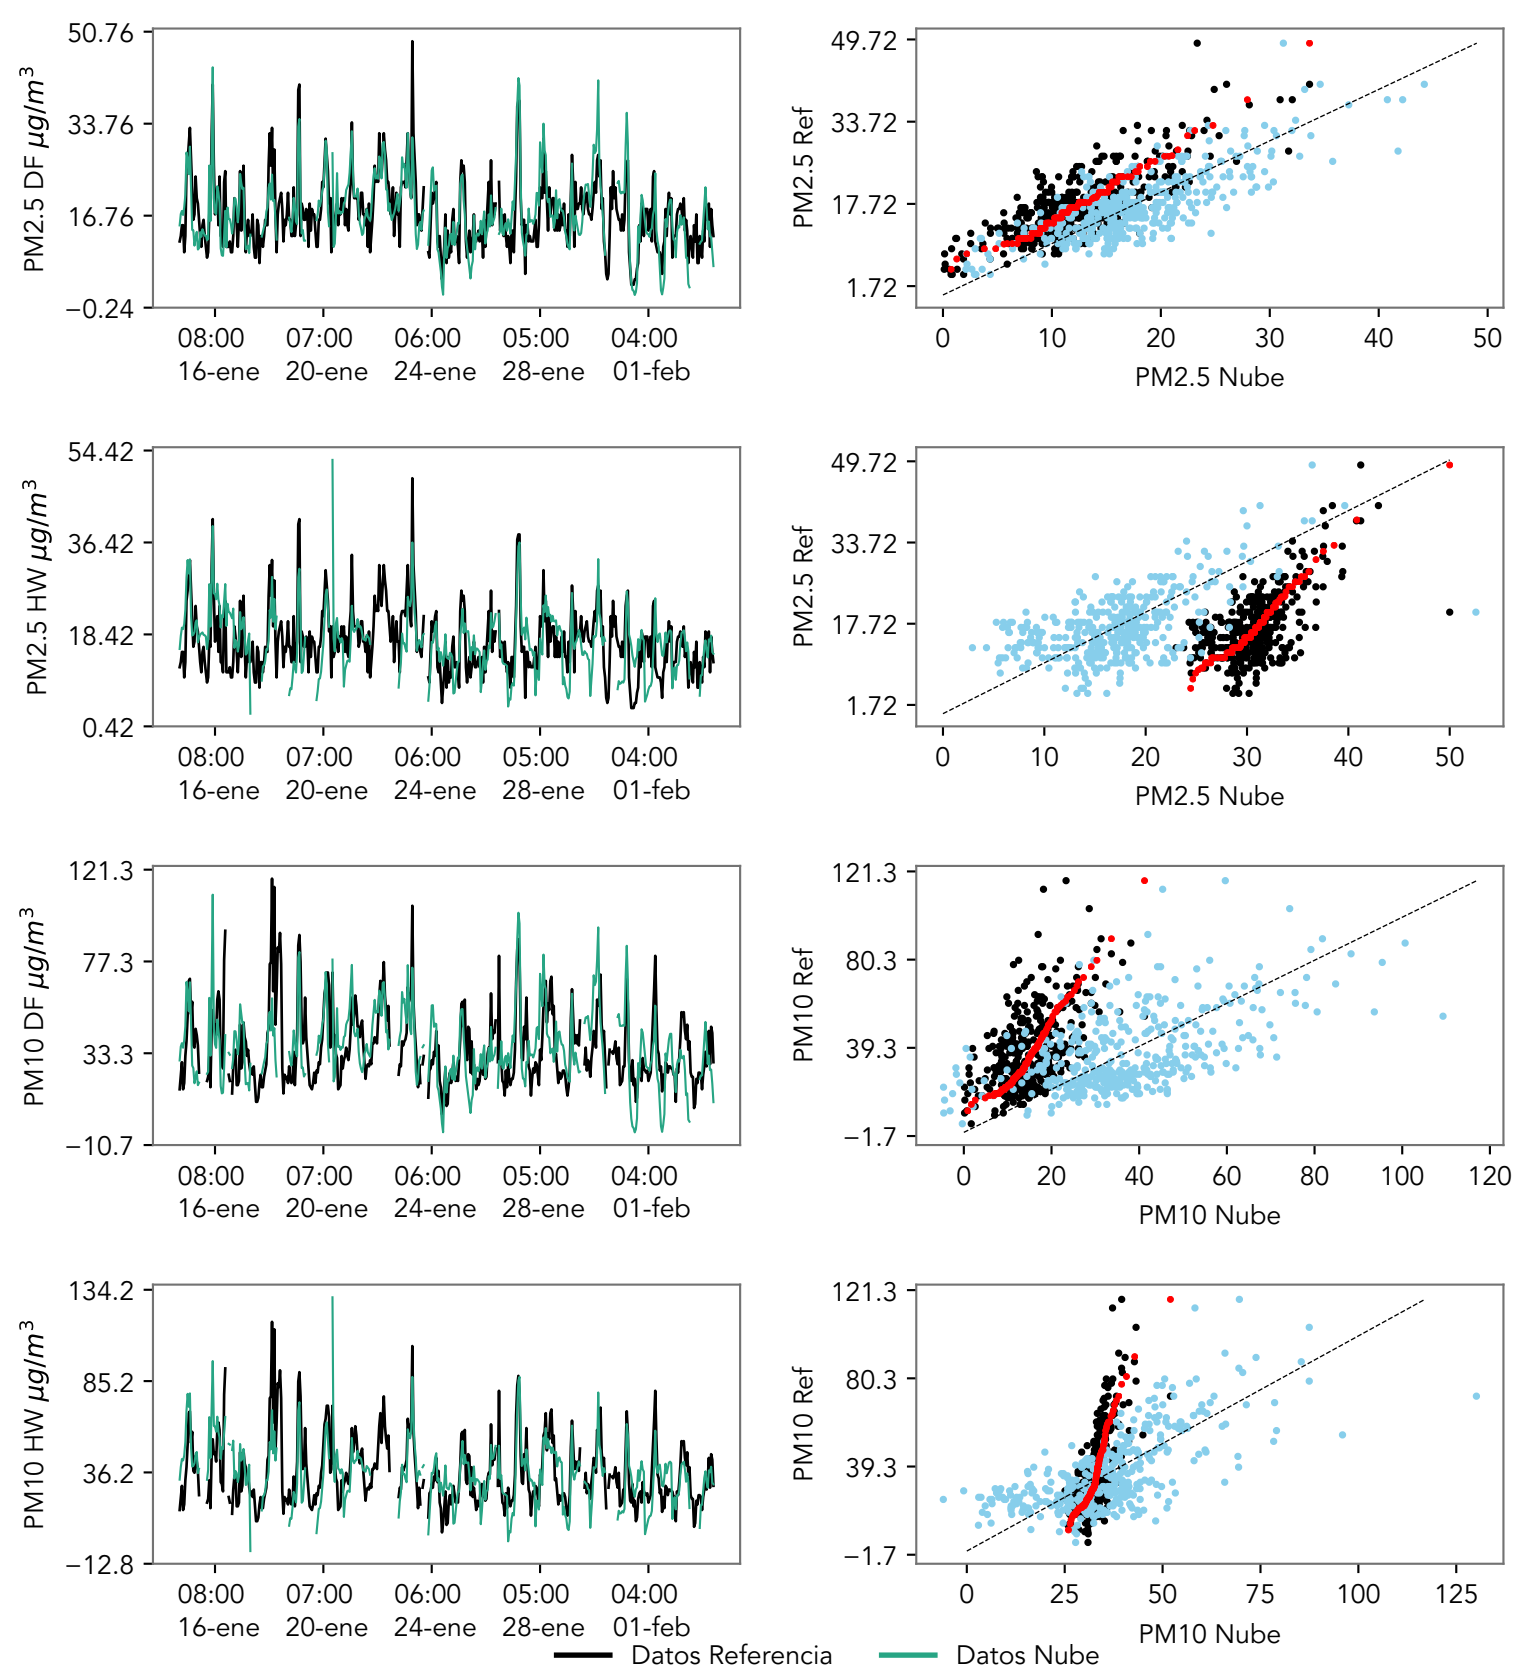 PM2.5 DF μg/m³
50.76
33.76
16.76
−0.24
08:00 07:00 06:00 05:00 04:00
16-ene 20-ene 24-ene 28-ene 01-feb
PM2.5 Ref
49.72
33.72
17.72
1.72
0 10 20 30 40 50
PM2.5 Nube
PM2.5 HW μg/m³
54.42
36.42
18.42
0.42
08:00 07:00 06:00 05:00 04:00
16-ene 20-ene 24-ene 28-ene 01-feb
PM2.5 Ref
49.72
33.72
17.72
1.72
0 10 20 30 40 50
PM2.5 Nube
PM10 DF μg/m³
121.3
77.3
33.3
−10.7
08:00 07:00 06:00 05:00 04:00
16-ene 20-ene 24-ene 28-ene 01-feb
PM10 Ref
121.3
80.3
39.3
−1.7
0 20 40 60 80 100 120
PM10 Nube
PM10 HW μg/m³
134.2
85.2
36.2
−12.8
08:00 07:00 06:00 05:00 04:00
16-ene 20-ene 24-ene 28-ene 01-feb
PM10 Ref
121.3
80.3
39.3
−1.7
0 25 50 75 100 125
PM10 Nube
Datos Referencia Datos Nube